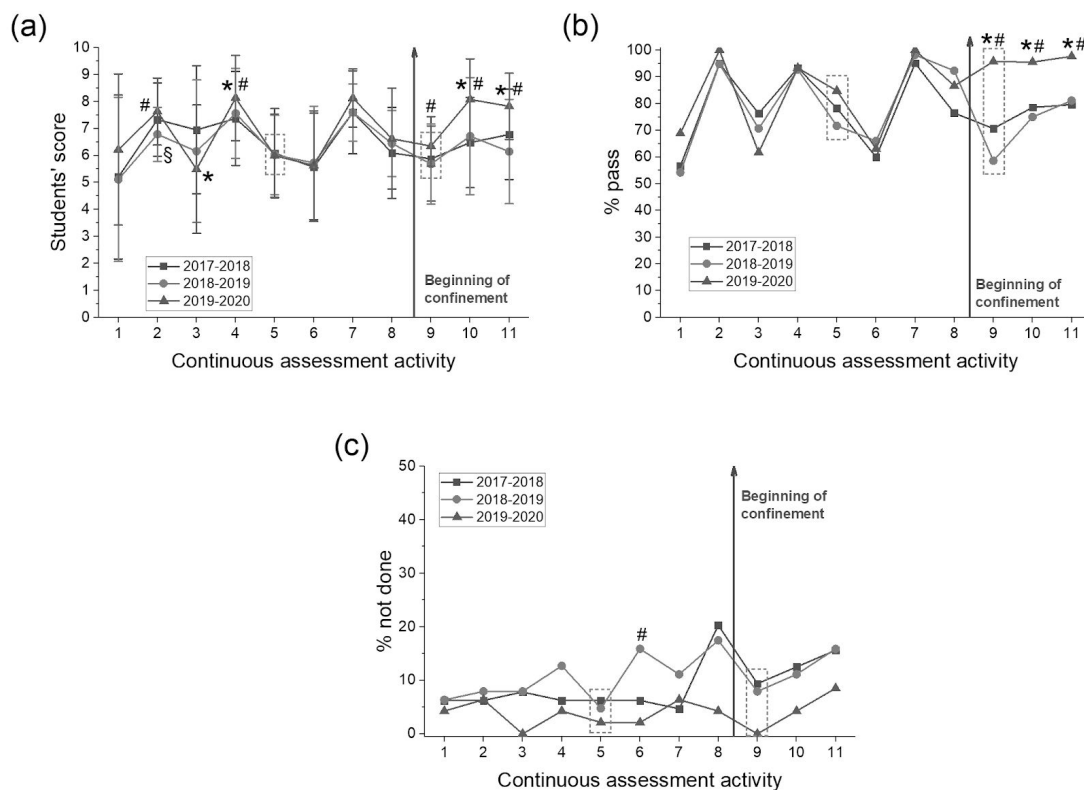 (a)
10
9
8
7
6
5
4
3
2
1
0
Students' score
# * #
§ *
# * # * #
2017-2018
2018-2019
2019-2020
Beginning of
confinement
1 2 3 4 5 6 7 8 9 10 11
Continuous assessment activity
(b)
100
90
80
70
60
50
40
30
20
10
0
% pass
*# *# *#
2017-2018
2018-2019
2019-2020
Beginning of
confinement
1 2 3 4 5 6 7 8 9 10 11
Continuous assessment activity
(c)
50
40
30
20
10
0
% not done
2017-2018
2018-2019
2019-2020
Beginning of
confinement
#
1 2 3 4 5 6 7 8 9 10 11
Continuous assessment activity